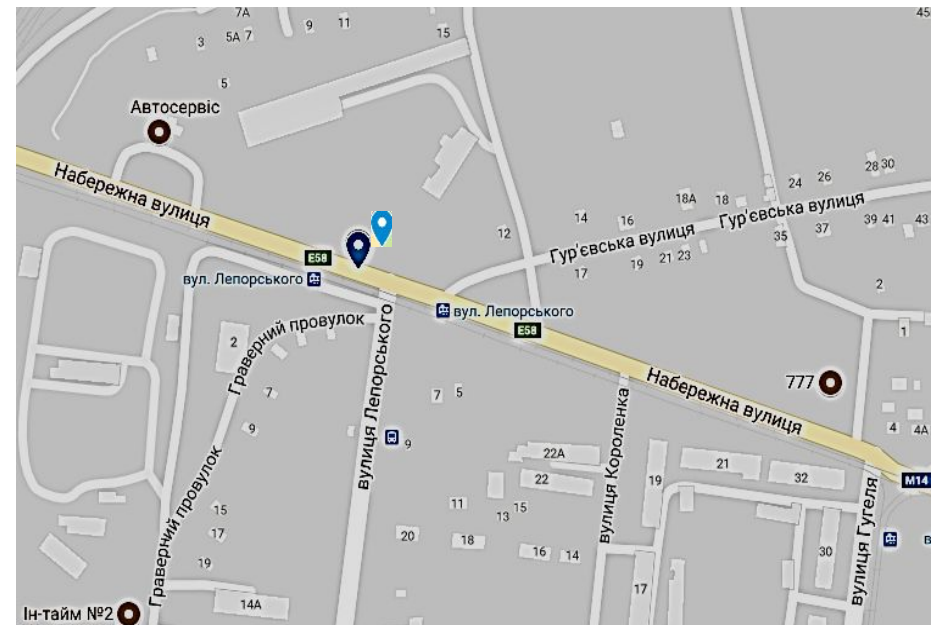 7А
9
11
45
3
5А
7
15
5
Автосервіс
28
30
24
26
18А
18
Гур'євська вулиця
Набережна вулиця
14
16
39
41
43
12
35
37
Гур'євська вулиця
17
19
21
23
E58
вул. Лепорського
2
вул. Лепорського
E58
1
Граверний провулок
2
777
Набережна вулиця
7
7
5
вулиця Лепорського
9
9
4
4А
вулиця Короленка
22А
21
22
19
32
M14
Граверний провулок
15
11
13
15
17
20
18
16
14
30
в
19
17
вулиця Гугеля
14А
Ін-тайм №2